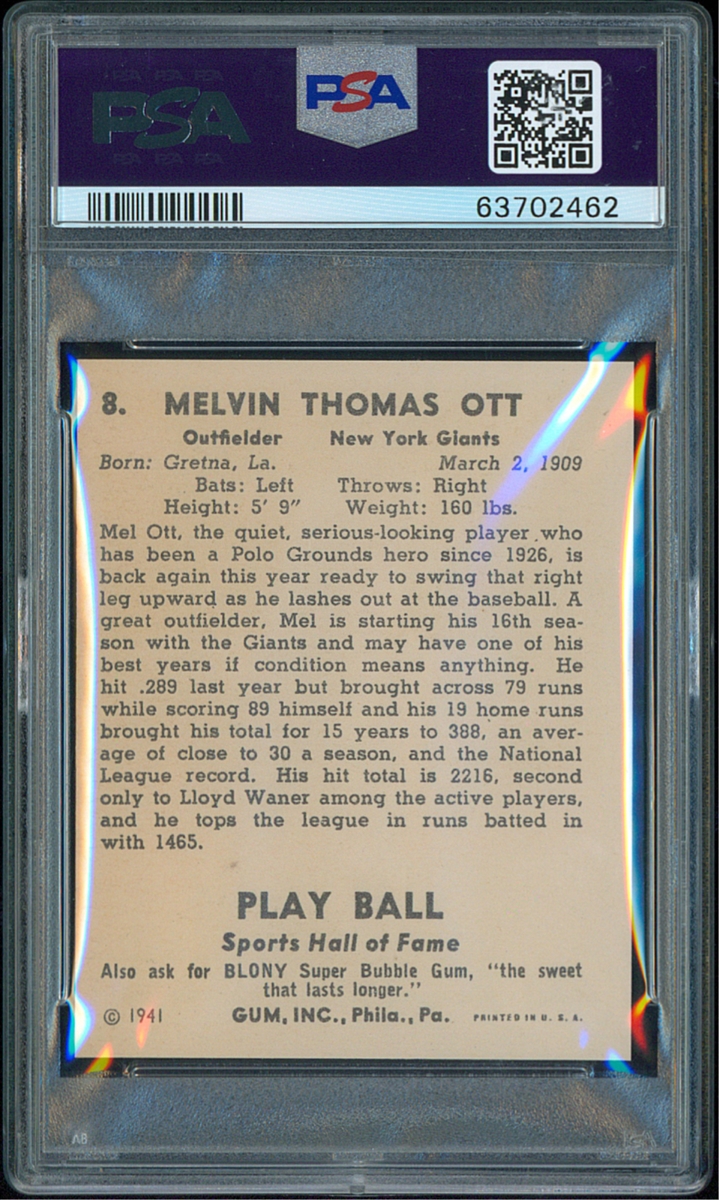 PSA PSA PSA
PSA
PSA PSA PSA
PSA
63702462
8. MELVIN THOMAS OTT
Outfielder New York Giants
Born: Gretna, La. March 2, 1909
Bats: Left Throws: Right
Height: 5' 9" Weight: 160 lbs.
Mel Ott, the quiet, serious-looking player who
has been a Polo Grounds hero since 1926, is
back again this year ready to swing that right
leg upward as he lashes out at the baseball. A
great outfielder, Mel is starting his 16th sea-
son with the Giants and may have one of his
best years if condition means anything. He
hit .289 last year but brought across 79 runs
while scoring 89 himself and his 19 home runs
brought his total for 15 years to 388, an aver-
age of close to 30 a season, and the National
League record. His hit total is 2216, second
only to Lloyd Waner among the active players,
and he tops the league in runs batted in
with 1465.
PLAY BALL
Sports Hall of Fame
Also ask for BLONY Super Bubble Gum, "the sweet
that lasts longer."
© 1941 GUM, INC., Phila., Pa. PRINTED IN U. S. A.